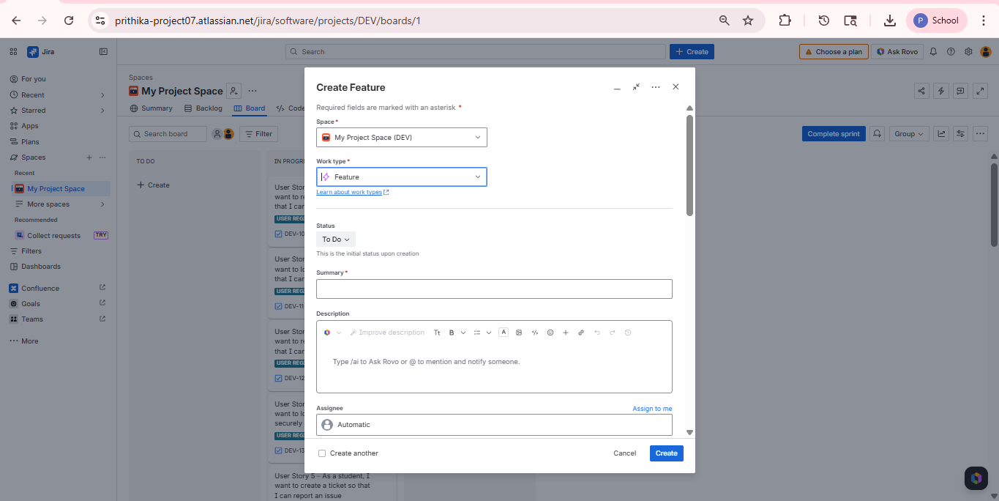 prithika-project07.atlassian.net/jira/software/projects/DEV/boards/1
P School
Jira
Search
+ Create
Choose a plan
Ask Rovo
For you
Recent
Starred
Apps
Plans
Spaces
Recent
My Project Space
More spaces
Recommended
Collect requests TRY
Filters
Dashboards
Confluence
Goals
Teams
More
Spaces
My Project Space
Summary Backlog Board Code
Search board
Filter
Complete sprint
Group
TO DO
+ Create
IN PROGR
User Stor
want to re
that I can
USER REG
DEV-10
User Stor
want to lo
that I can
USER REG
DEV-11
User Stor
want to re
that I can
USER REG
DEV-12
User Stor
want to lo
securely
USER REG
DEV-13
User Story 5 – As a student, I
want to create a ticket so that
I can report an issue
Create Feature
Required fields are marked with an asterisk *
Space *
My Project Space (DEV)
Work type *
Feature
Learn about work types
Status
To Do
This is the initial status upon creation
Summary *
Description
Improve description Tt B A
Type /ai to Ask Rovo or @ to mention and notify someone.
Assignee Assign to me
Automatic
Create another
Cancel Create